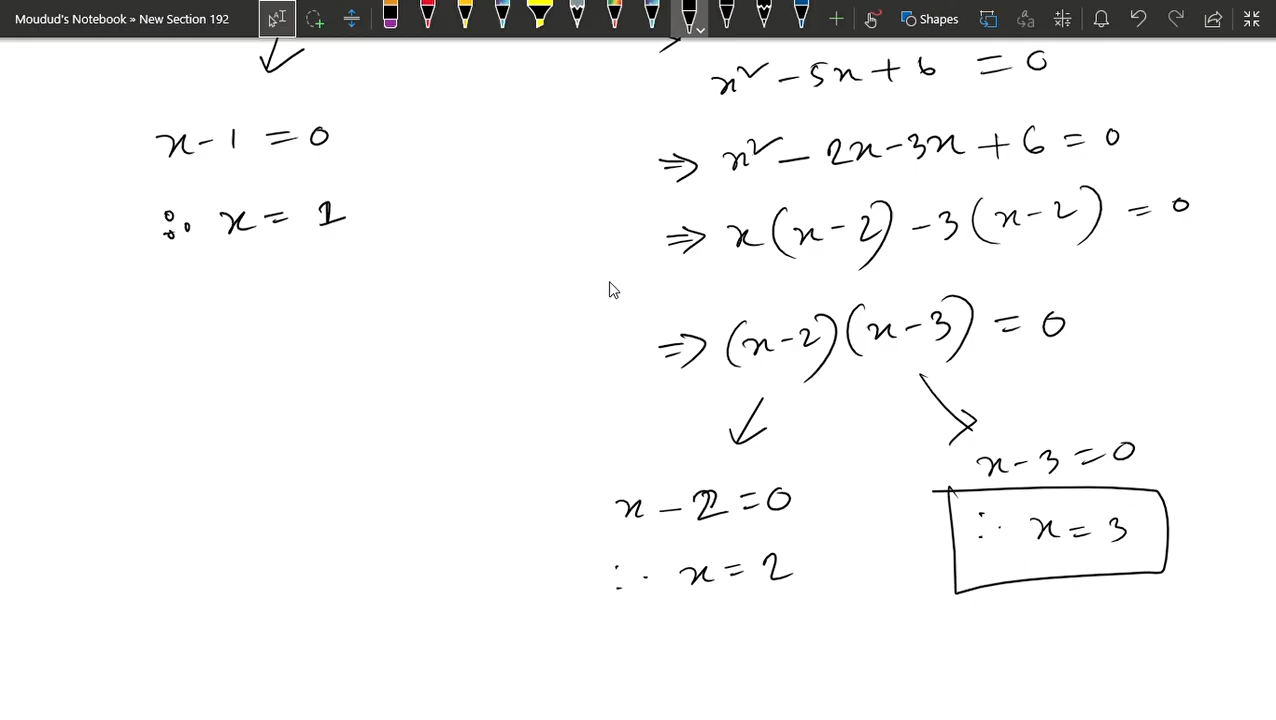 Moudud's Notebook » New Section 192
Shapes
x² - 5x + 6 = 0
x - 1 = 0
⇒ x² - 2x - 3x + 6 = 0
∴ x = 1
⇒ x(x-2) - 3(x-2) = 0
⇒ (x-2)(x-3) = 0
x - 3 = 0
x - 2 = 0
∴ x = 3
∴ x = 2